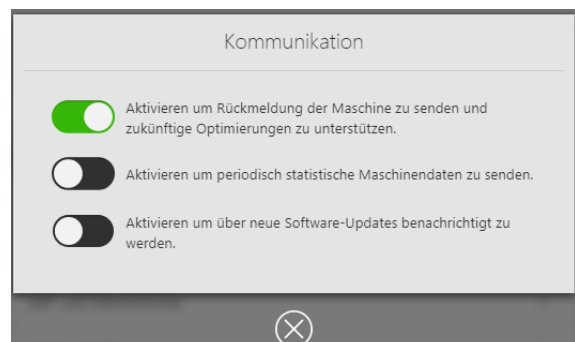 Kommunikation
Aktivieren um Rückmeldung der Maschine zu senden und
zukünftige Optimierungen zu unterstützen.
Aktivieren um periodisch statistische Maschinendaten zu senden.
Aktivieren um über neue Software-Updates benachrichtigt zu
werden.